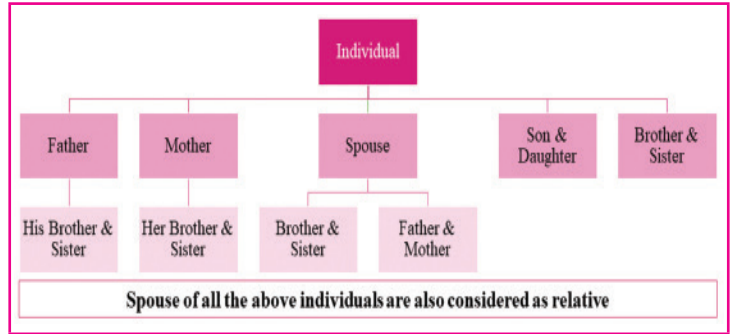 Individual
Father
Mother
Spouse
Son &
Daughter
Brother &
Sister
His Brother &
Sister
Her Brother &
Sister
Brother &
Sister
Father &
Mother
Spouse of all the above individuals are also considered as relative